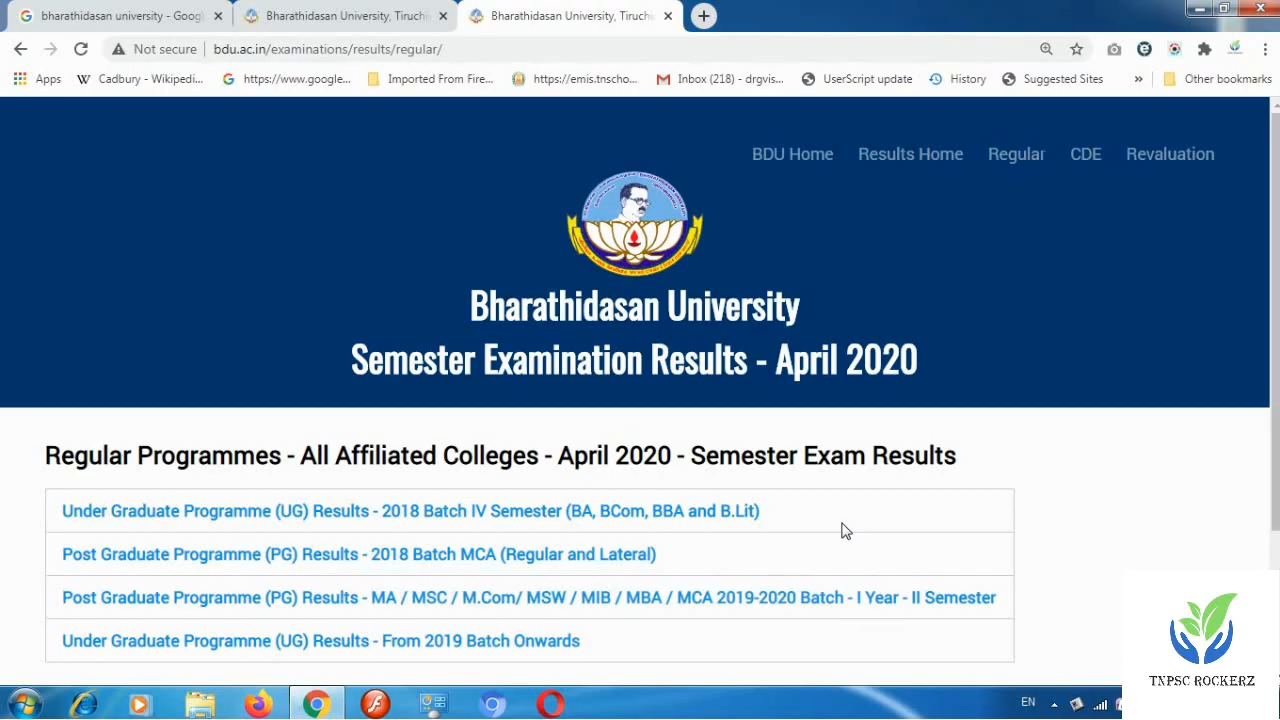 bharathidasan university - Goog
Bharathidasan University, Tiruchi
Bharathidasan University, Tiruchi
Not secure
bdu.ac.in/examinations/results/regular/
Apps
Cadbury - Wikipedi...
https://www.google...
Imported From Fire...
https://emis.tnscho...
Inbox (218) - drgvis...
UserScript update
History
Suggested Sites
»
Other bookmarks
BDU Home
Results Home
Regular
CDE
Revaluation
Bharathidasan University
Semester Examination Results - April 2020
Regular Programmes - All Affiliated Colleges - April 2020 - Semester Exam Results
Under Graduate Programme (UG) Results - 2018 Batch IV Semester (BA, BCom, BBA and B.Lit)
Post Graduate Programme (PG) Results - 2018 Batch MCA (Regular and Lateral)
Post Graduate Programme (PG) Results - MA / MSC / M.Com/ MSW / MIB / MBA / MCA 2019-2020 Batch - I Year - II Semester
Under Graduate Programme (UG) Results - From 2019 Batch Onwards
TNPSC ROCKERZ
EN